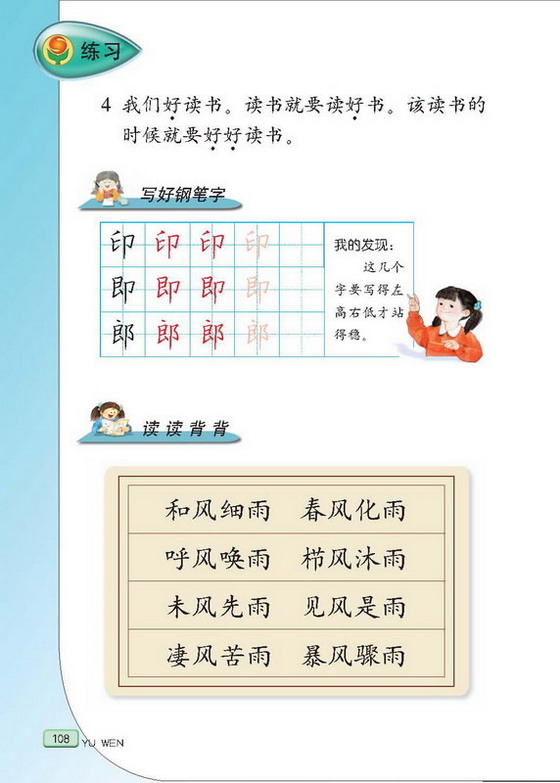 练习
4 我们好读书。读书就要读好书。该读书的
时候就要好好读书。
写好钢笔字
印 印 印 印
即 即 即 即
郎 郎 郎 郎
我的发现：
这几个
字要写得左
高右低才站
得稳。
读读背背
和风细雨 春风化雨
呼风唤雨 栉风沐雨
未风先雨 见风是雨
凄风苦雨 暴风骤雨
108 YU WEN